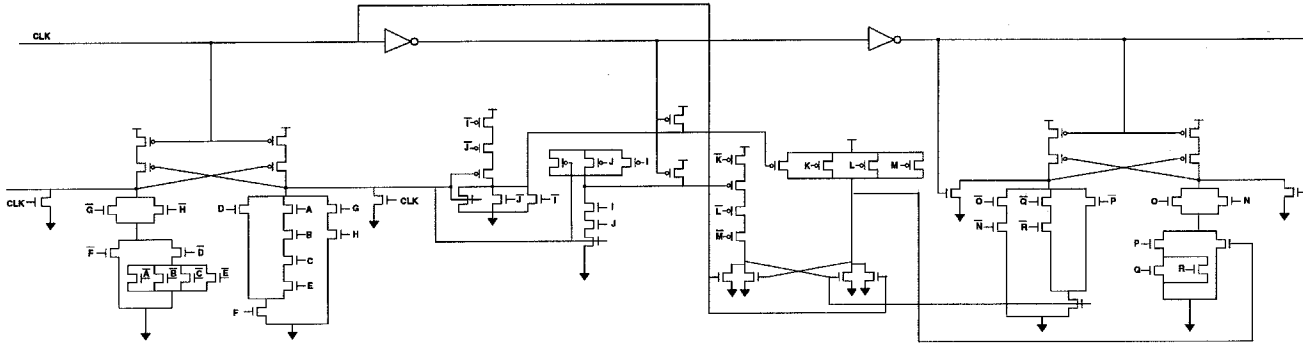 CLK
I̅
J̅
K̅
K
L
M
J
I
CLK
G̅
H̅
D
A
G
CLK
J̅
I̅
I
J
L̅
M̅
O̅
Q̅
P̅
O
N
B
H
N̅
R̅
F̅
D̅
C
P
A̅
B̅
C̅
E̅
E
Q
R
F